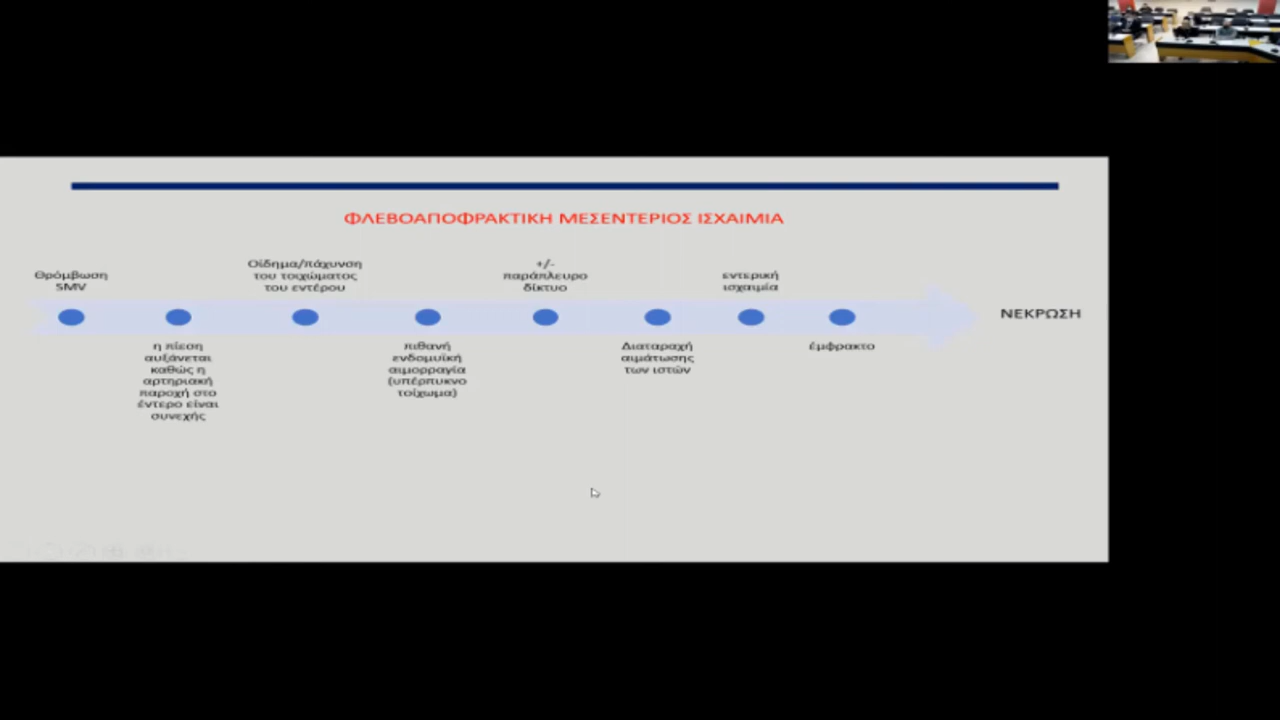 ΦΛΕΒΟΑΠΟΦΡΑΚΤΙΚΗ ΜΕΣΕΝΤΕΡΙΟΣ ΙΣΧΑΙΜΙΑ
Θρόμβωση
SMV
η πίεση
αυξάνεται
καθώς η
αρτηριακή
παροχή στο
έντερο είναι
συνεχής
Οίδημα/πάχυνση
του τοιχώματος
του εντέρου
πιθανή
ενδομυϊκή
αιμορραγία
(υπέρπυκνο
τοίχωμα)
+/-
παράπλευρο
δίκτυο
Διαταραχή
αιμάτωσης
των ιστών
εντερική
ισχαιμία
έμφρακτο
ΝΕΚΡΩΣΗ